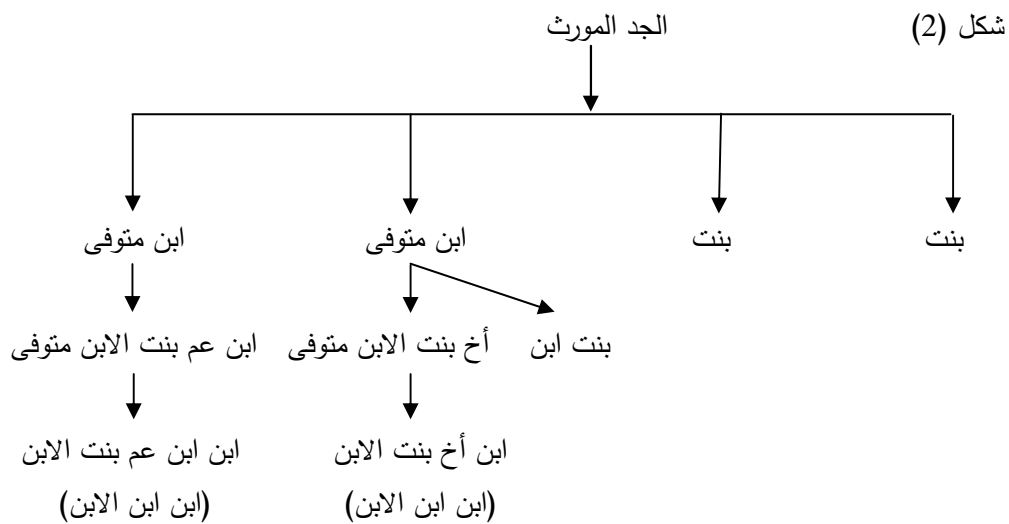 شكل (2)
الجد المورث
بنت
بنت
ابن متوفى
ابن متوفى
بنت ابن
أخ بنت الابن متوفى
ابن عم بنت الابن متوفى
ابن أخ بنت الابن
(ابن ابن الابن)
ابن ابن عم بنت الابن
(ابن ابن الابن)